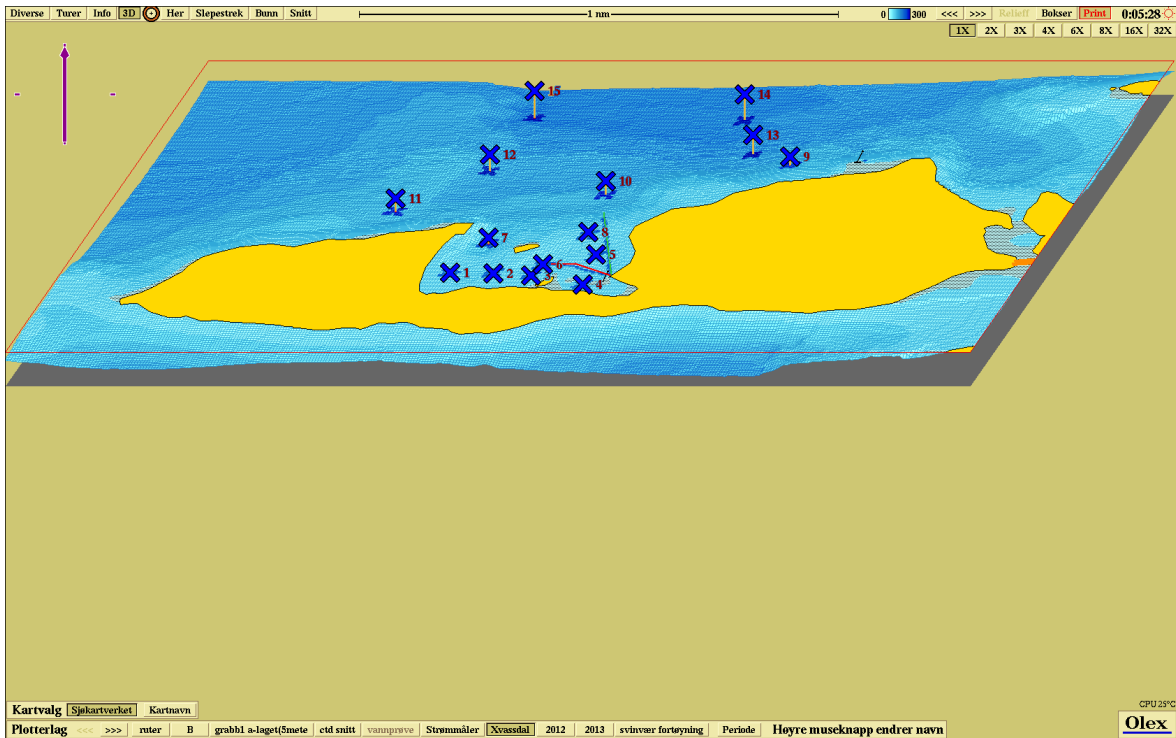 Diverse Turer Info 3D Her Slepestrek Bunn Snitt 1 nm 0 300 <<< >>> Relieff Bokser Print 0:05:28
1X 2X 3X 4X 6X 8X 16X 32X
15
14
13
12
9
10
11
8
7
5
6
1
2
3
4
CPU 25°C
Kartvalg Sjøkartverket Kartnavn
Olex
Plotterlag <<< >>> ruter B grabb1 a-laget(5mete ctd snitt vannprøve Strømmåler Xvassdal 2012 2013 svinvær fortøyning Periode Høyre museknapp endrer navn